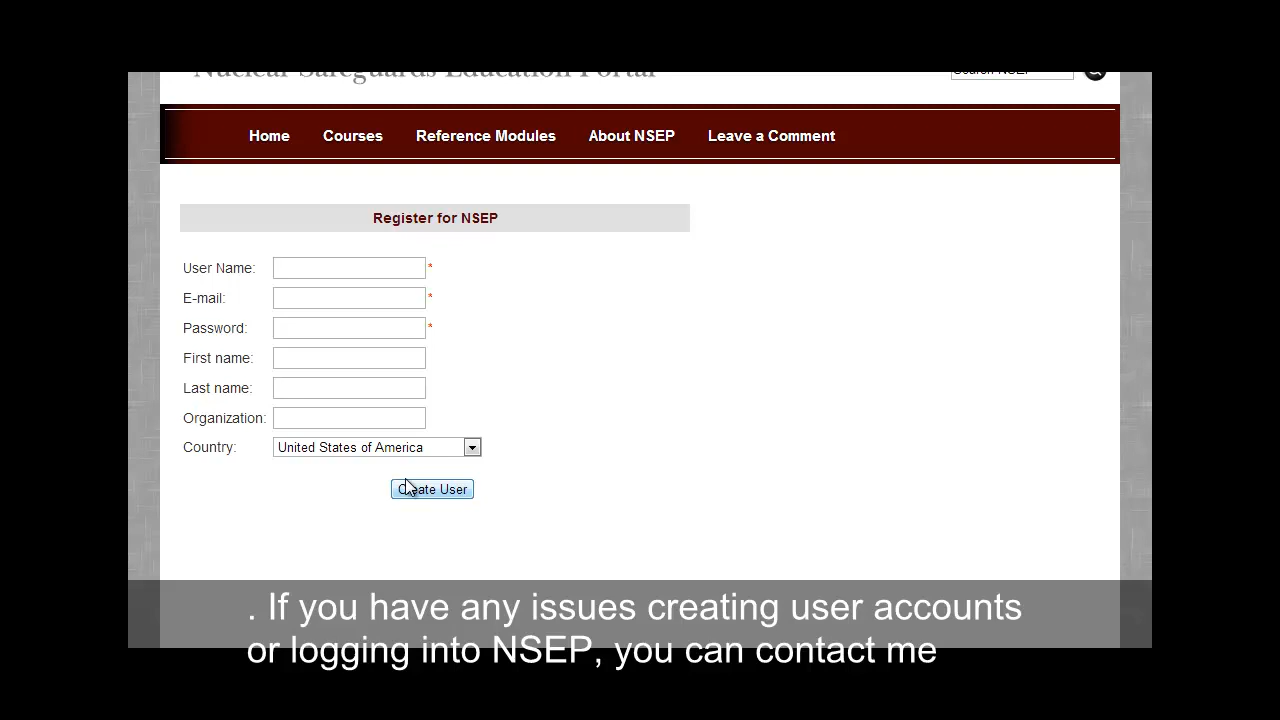 Nuclear Safeguards Education Portal
Search NSEP
Home Courses Reference Modules About NSEP Leave a Comment
Register for NSEP
User Name: *
E-mail: *
Password: *
First name:
Last name:
Organization:
Country: United States of America
Create User
. If you have any issues creating user accounts
or logging into NSEP, you can contact me